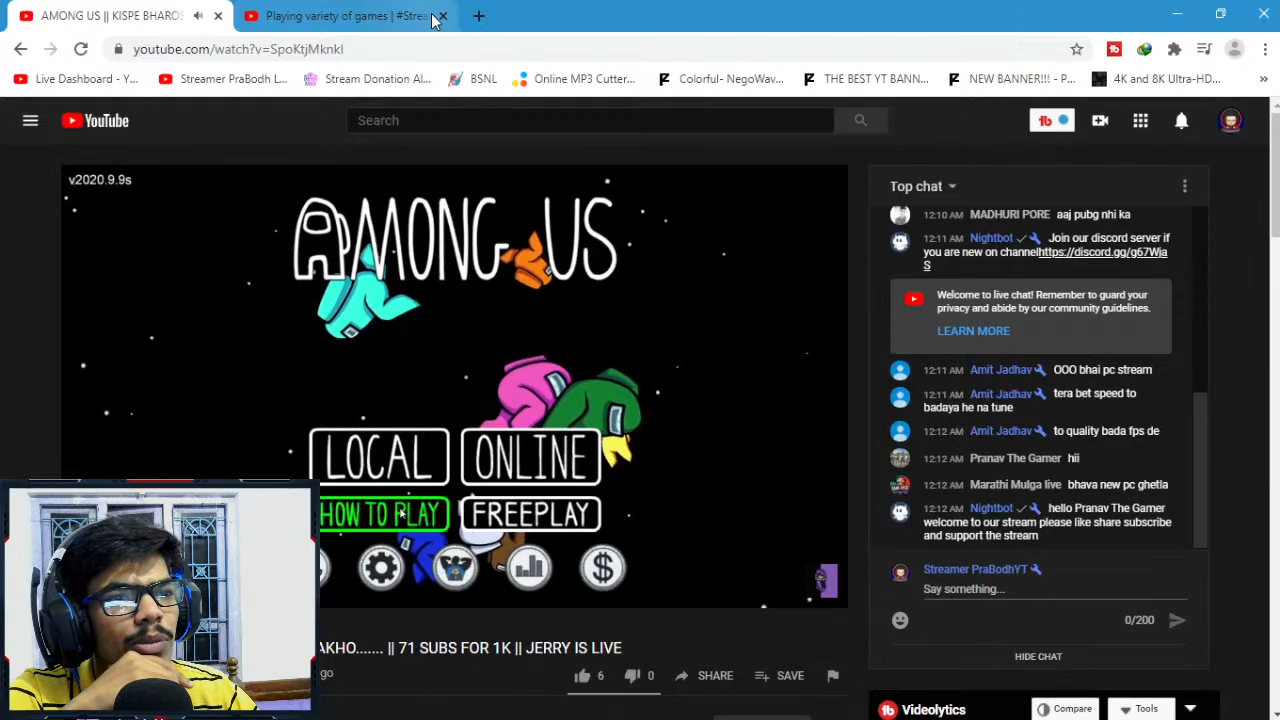 AMONG US || KISPE BHAROS
Playing variety of games | #Strea
youtube.com/watch?v=SpoKtjMknkI
Live Dashboard - Y...
Streamer PraBodh L...
Stream Donation Al...
BSNL
Online MP3 Cutter...
Colorful- NegoWav...
THE BEST YT BANN...
NEW BANNER!!! - P...
4K and 8K Ultra-HD...
YouTube
Search
v2020.9.9s
AMONG US
LOCAL
ONLINE
HOW TO PLAY
FREEPLAY
AKHO....... || 71 SUBS FOR 1K || JERRY IS LIVE
go
6
0
SHARE
SAVE
Top chat
12:10 AM MADHURI PORE aaj pubg nhi ka
12:11 AM Nightbot Join our discord server if
you are new on channelhttps://discord.gg/g67Wja
S
Welcome to live chat! Remember to guard your
privacy and abide by our community guidelines.
LEARN MORE
12:11 AM Amit Jadhav OOO bhai pc stream
12:11 AM Amit Jadhav tera bet speed to
badaya he na tune
12:12 AM Amit Jadhav to quality bada fps de
12:12 AM Pranav The Gamer hii
12:12 AM Marathi Mulga live bhava new pc ghetla
12:12 AM Nightbot hello Pranav The Gamer
welcome to our stream please like share subscribe
and support the stream
Streamer PraBodhYT
Say something...
0/200
HIDE CHAT
Videolytics
Compare
Tools